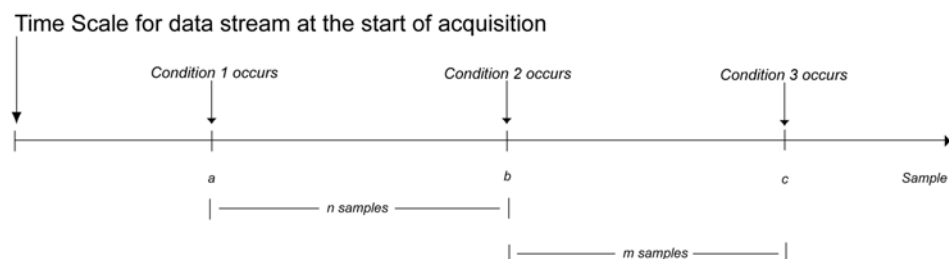 Time Scale for data stream at the start of acquisition
Condition 1 occurs
Condition 2 occurs
Condition 3 occurs
a
b
c
Sample
n samples
m samples